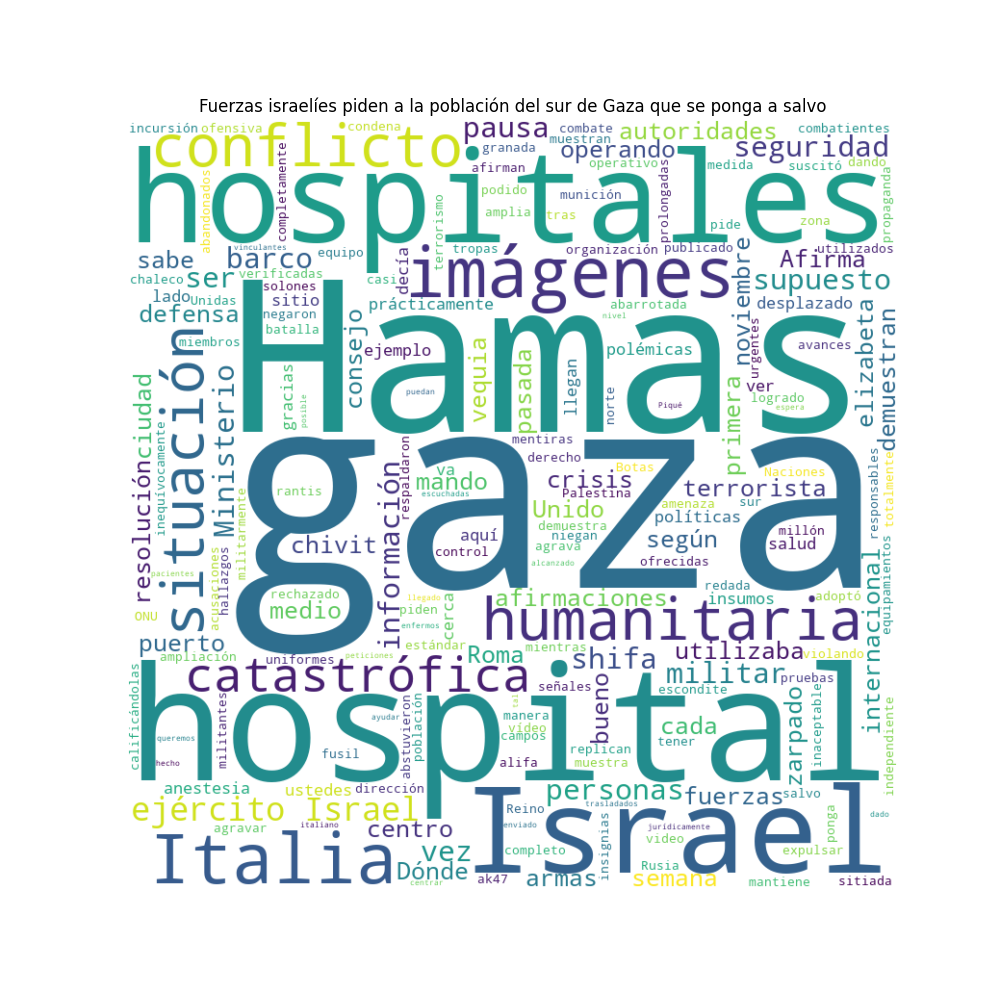 Fuerzas israelíes piden a la población del sur de Gaza que se ponga a salvo
incursión ofensiva condena pausa combate autoridades combatientes
conflicto granada muestran operando seguridad
afirman operativo medida suscitó dando
hospitales
abandonados completamente podido munición prolongadas propaganda
terrorismo amplia tras pide zona
vinculantes equipo decía tropas organización publicado utilizados
sabe barco imágenes noviembre Afirma
chaleco ser verificadas casi supuesto
lado Unidas solones sitio prácticamente abarrotada desplazado
defensa negaron consejo nivel
batalla Hamas
miembros ejemplo vequia pasada llegan polémicas urgentes avances elizabeta demuestran
situación Ministerio gracias posible puedan norte Piqué primera ver logrado espera
ciudad resolución inequívocamente
mentiras derecho
gaza
respaldaron va mando escuchadas crisis Botas Naciones totalmente responsables
rantis Palestina terrorista
militarmente información Unido amenaza sur millón
hallazgos chivit aquí demuestra políticas
control niegan según salud
acusaciones agrava
pacientes alcanzado ofrecidas
rechazado llegado afirmaciones redada insumos adoptó equipamientos
ONU medio piden cerca humanitaria internacional
enfermos
puerto estándar mientras utilizaba violando
ampliación uniformes peticiones Roma shifa
catastrófica señales militar pruebas
calificándolas militantes hospital escondite
abstuvieron población tal manera bueno zarpado inaceptable independiente
ayudar vídeo cada
queremos campos tener
fusil replican
hecho alifa muestra
anestesia ustedes dirección personas fuerzas salvo
ejército Israel Reino trasladados
agravar italiano centro enviado insignias jurídicamente ponga dado
Italia vez completo video expulsar
Dónde Israel Rusia
centrar ak47 armas semana mantiene sitiada